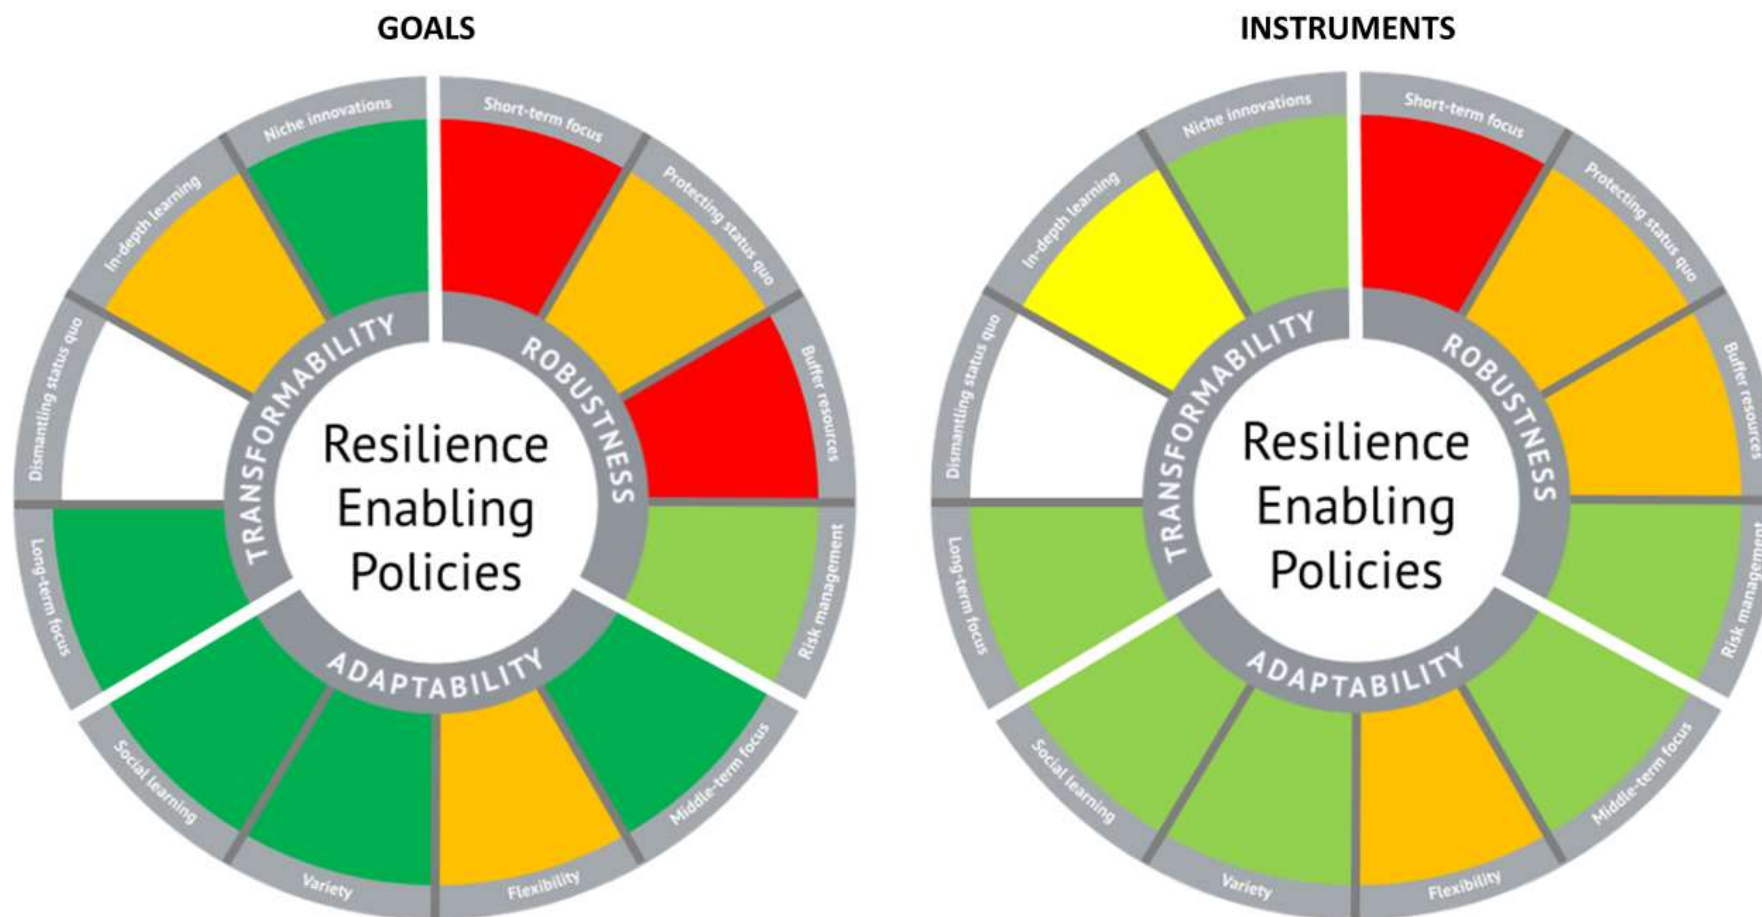 GOALS
Niche innovations
Short-term focus
In-depth learning
Protecting status quo
Dismantling status quo
Buffer resources
TRANSFORMABILITY
ROBUSTNESS
Resilience
Enabling
Policies
Long-term focus
Risk management
ADAPTABILITY
Social learning
Middle-term focus
Variety
Flexibility
INSTRUMENTS
Niche innovations
Short-term focus
In-depth learning
Protecting status quo
Dismantling status quo
Buffer resources
TRANSFORMABILITY
ROBUSTNESS
Resilience
Enabling
Policies
Long-term focus
Risk management
ADAPTABILITY
Social learning
Middle-term focus
Variety
Flexibility